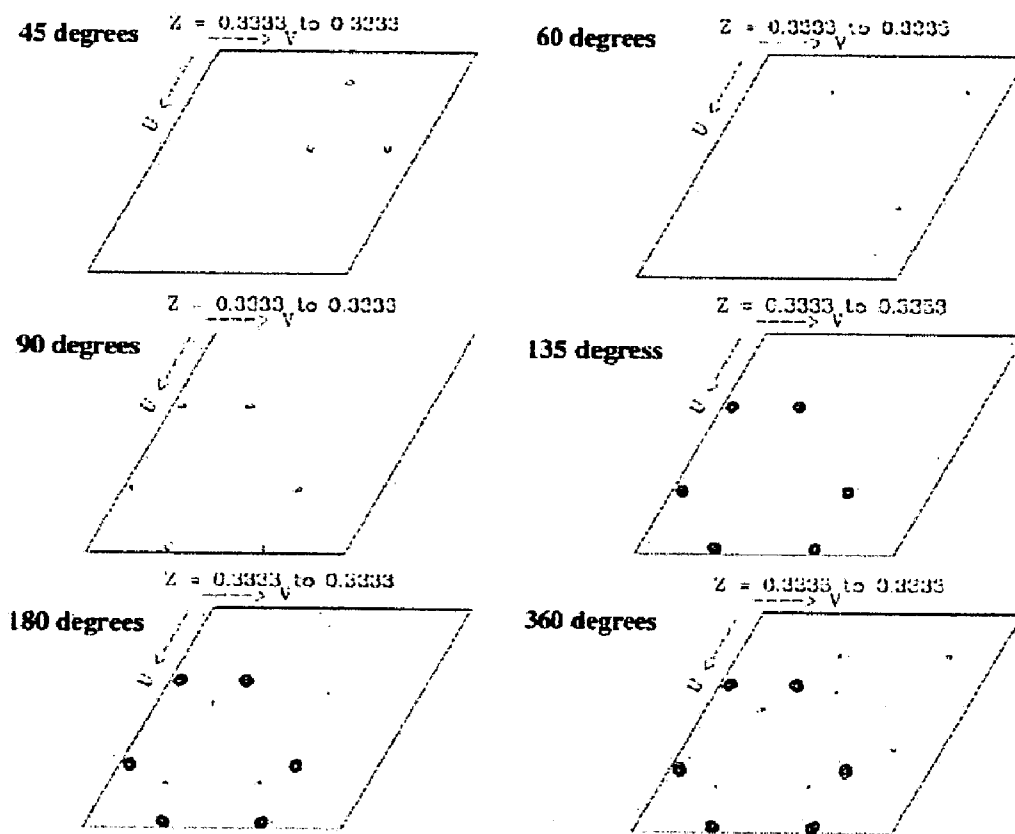 45 degrees
Z = 0.3333 to 0.3333
V
U
60 degrees
Z = 0.3333 to 0.3333
V
U
90 degrees
Z = 0.3333 to 0.3333
V
U
135 degress
Z = 0.3333 to 0.3333
V
U
180 degrees
Z = 0.3333 to 0.3333
V
U
360 degrees
Z = 0.3333 to 0.3333
V
U